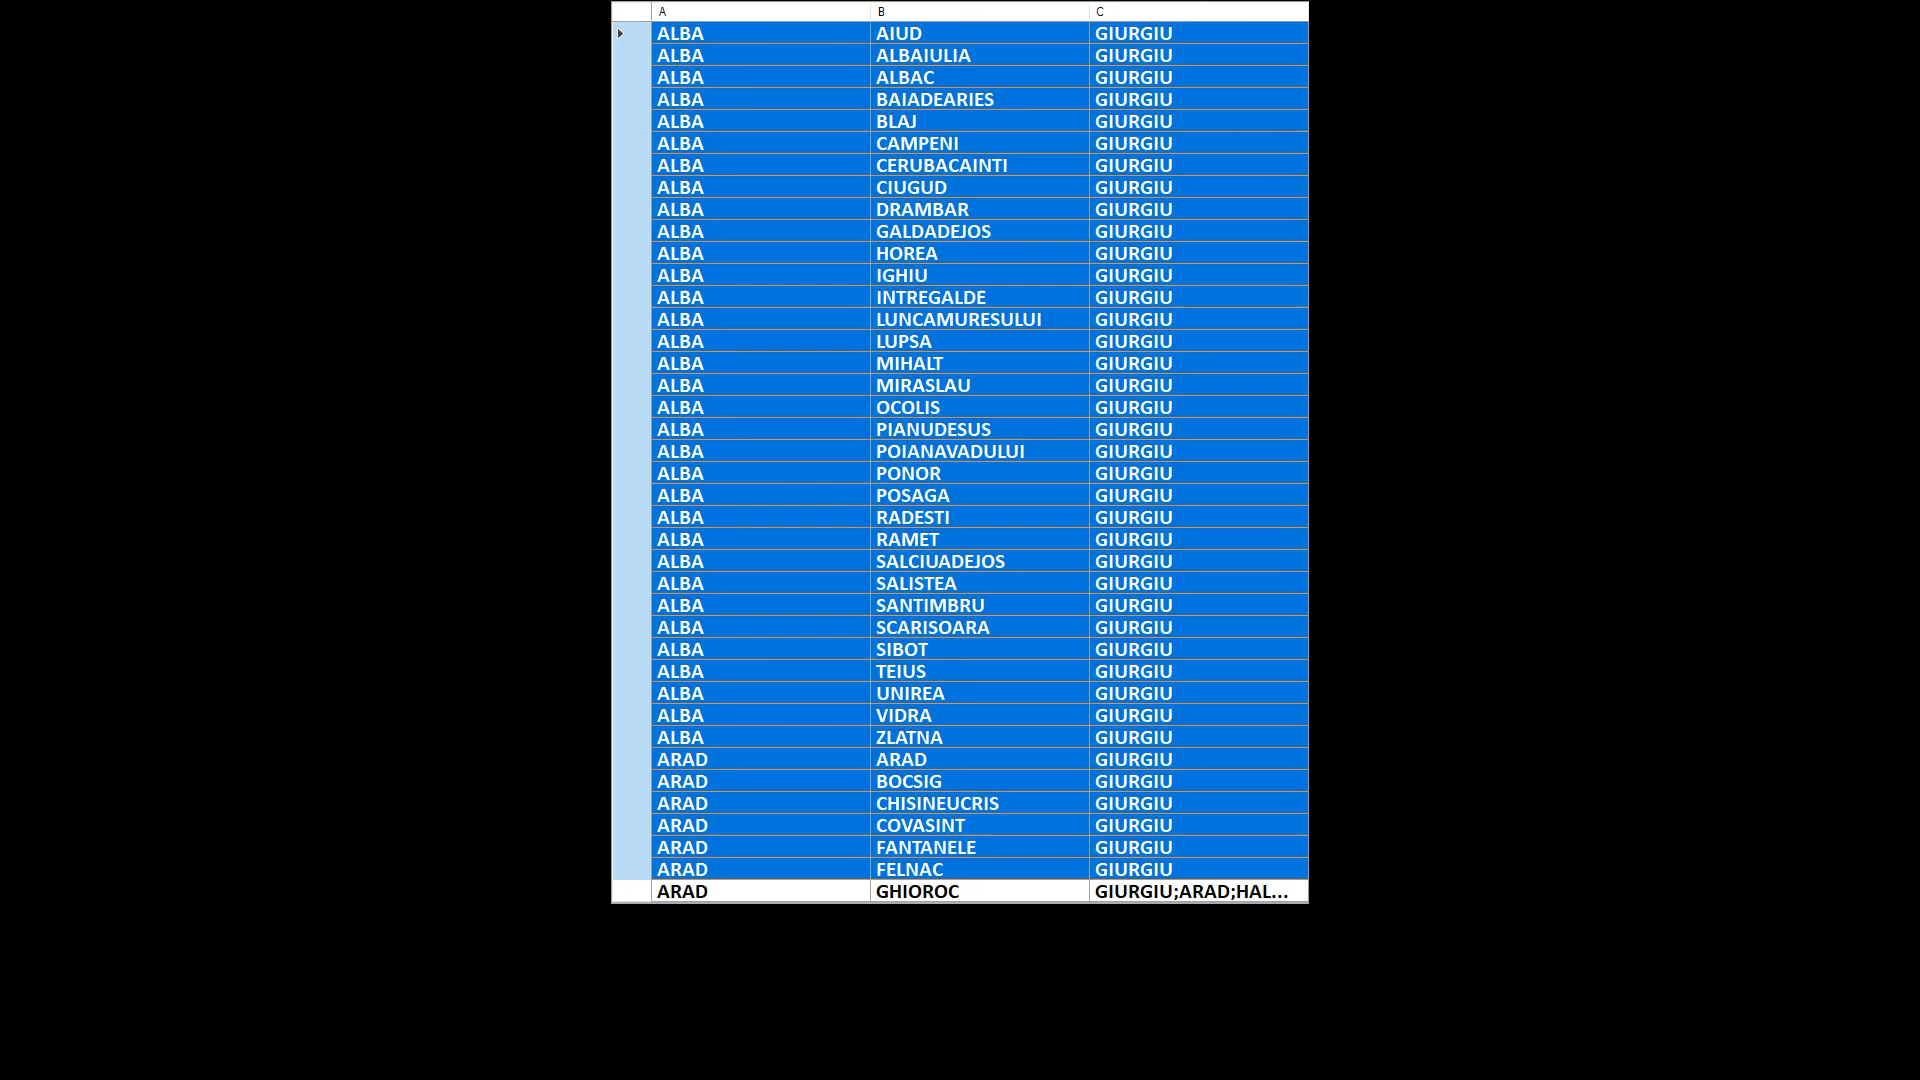 A B C
ALBA AIUD GIURGIU
ALBA ALBAIULIA GIURGIU
ALBA ALBAC GIURGIU
ALBA BAIADEARIES GIURGIU
ALBA BLAJ GIURGIU
ALBA CAMPENI GIURGIU
ALBA CERUBACAINTI GIURGIU
ALBA CIUGUD GIURGIU
ALBA DRAMBAR GIURGIU
ALBA GALDADEJOS GIURGIU
ALBA HOREA GIURGIU
ALBA IGHIU GIURGIU
ALBA INTREGALDE GIURGIU
ALBA LUNCAMURESULUI GIURGIU
ALBA LUPSA GIURGIU
ALBA MIHALT GIURGIU
ALBA MIRASLAU GIURGIU
ALBA OCOLIS GIURGIU
ALBA PIANUDESUS GIURGIU
ALBA POIANAVADULUI GIURGIU
ALBA PONOR GIURGIU
ALBA POSAGA GIURGIU
ALBA RADESTI GIURGIU
ALBA RAMET GIURGIU
ALBA SALCIUADEJOS GIURGIU
ALBA SALISTEA GIURGIU
ALBA SANTIMBRU GIURGIU
ALBA SCARISOARA GIURGIU
ALBA SIBOT GIURGIU
ALBA TEIUS GIURGIU
ALBA UNIREA GIURGIU
ALBA VIDRA GIURGIU
ALBA ZLATNA GIURGIU
ARAD ARAD GIURGIU
ARAD BOCSIG GIURGIU
ARAD CHISINEUCRIS GIURGIU
ARAD COVASINT GIURGIU
ARAD FANTANELE GIURGIU
ARAD FELNAC GIURGIU
ARAD GHIOROC GIURGIU;ARAD;HAL...